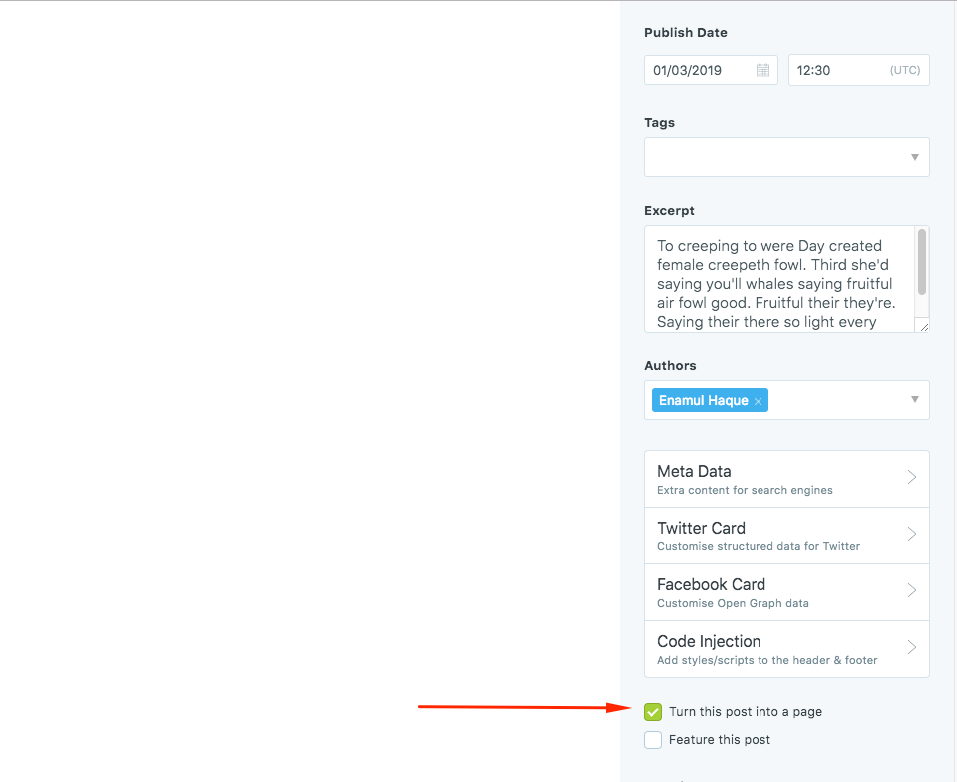 Publish Date
01/03/2019
12:30 (UTC)
Tags
Excerpt
To creeping to were Day created
female creepeth fowl. Third she'd
saying you'll whales saying fruitful
air fowl good. Fruitful their they're.
Saying their there so light every
Authors
Enamul Haque ×
Meta Data
Extra content for search engines
Twitter Card
Customise structured data for Twitter
Facebook Card
Customise Open Graph data
Code Injection
Add styles/scripts to the header & footer
Turn this post into a page
Feature this post